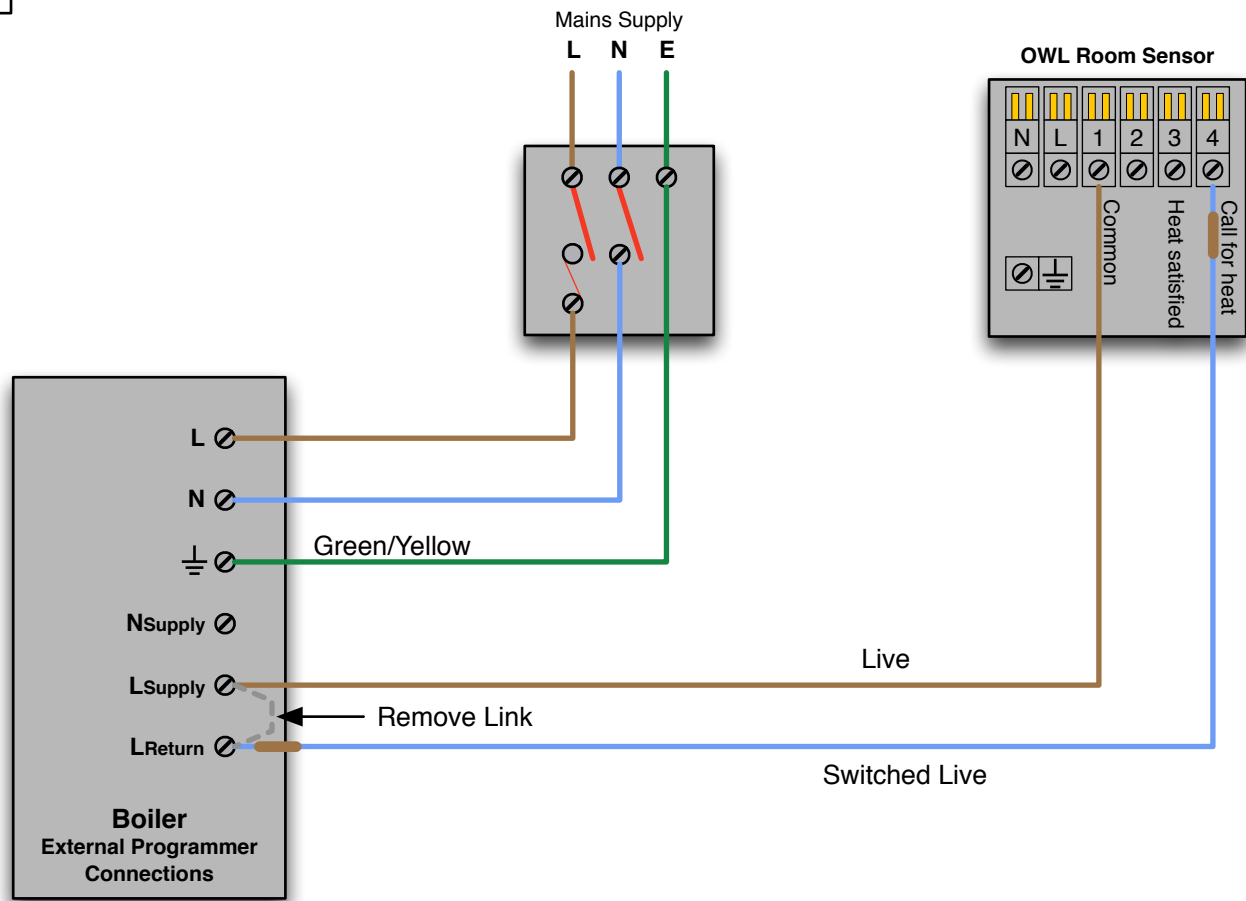 Mains Supply
L N E
OWL Room Sensor
N L 1 2 3 4
Common
Heat satisfied
Call for heat
L
N
Green/Yellow
NSupply
Live
LSupply
Remove Link
LReturn
Switched Live
Boiler
External Programmer
Connections